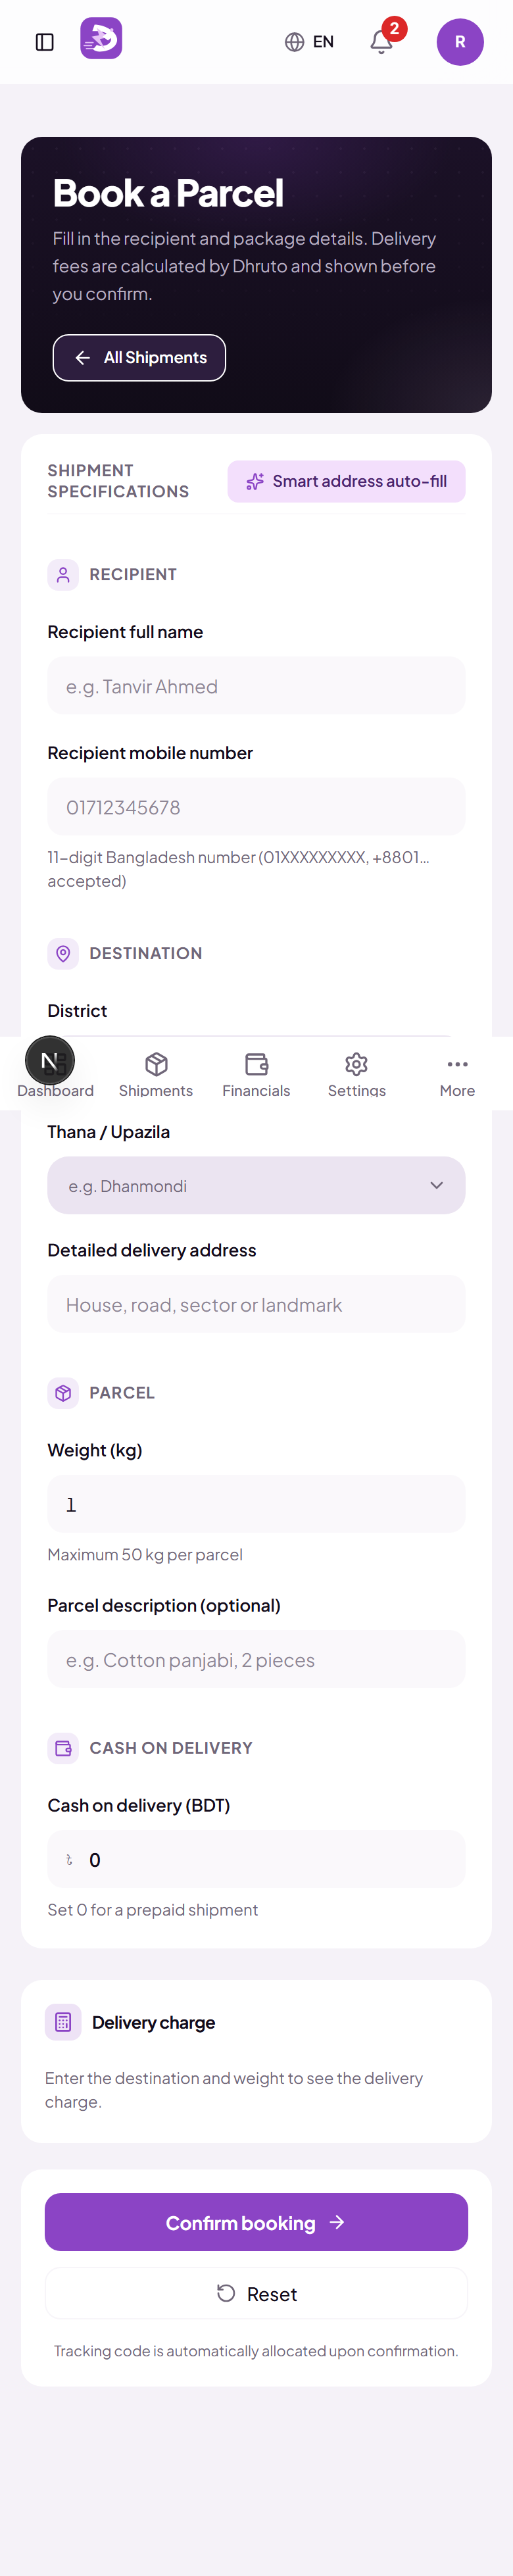 EN
2
R
Book a Parcel
Fill in the recipient and package details. Delivery
fees are calculated by Dhruto and shown before
you confirm.
All Shipments
SHIPMENT
SPECIFICATIONS
Smart address auto-fill
RECIPIENT
Recipient full name
e.g. Tanvir Ahmed
Recipient mobile number
01712345678
11-digit Bangladesh number (01XXXXXXXXX, +8801...
accepted)
DESTINATION
District
N
Dashboard Shipments Financials Settings More
Thana / Upazila
e.g. Dhanmondi
Detailed delivery address
House, road, sector or landmark
PARCEL
Weight (kg)
1
Maximum 50 kg per parcel
Parcel description (optional)
e.g. Cotton panjabi, 2 pieces
CASH ON DELIVERY
Cash on delivery (BDT)
৳ 0
Set 0 for a prepaid shipment
Delivery charge
Enter the destination and weight to see the delivery
charge.
Confirm booking
Reset
Tracking code is automatically allocated upon confirmation.